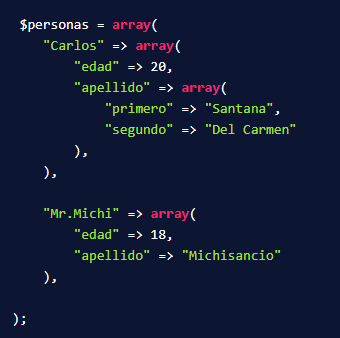 $personas = array(
    "Carlos" => array(
        "edad" => 20,
        "apellido" => array(
            "primero" => "Santana",
            "segundo" => "Del Carmen"
        ),
    ),

    "Mr.Michi" => array(
        "edad" => 18,
        "apellido" => "Michisancio"
    ),

);